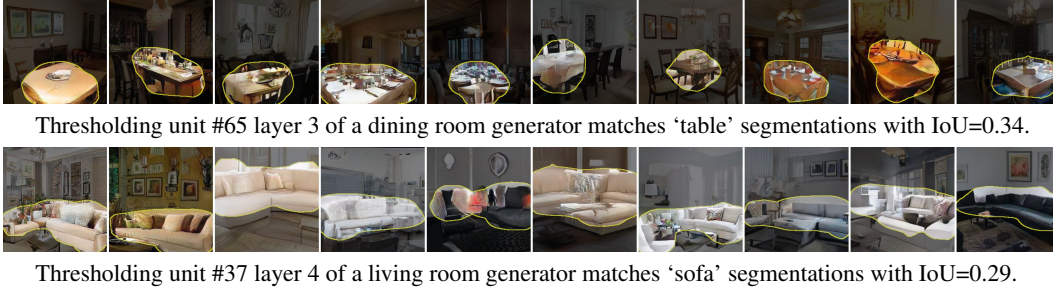 Thresholding unit #65 layer 3 of a dining room generator matches ‘table’ segmentations with IoU=0.34.
Thresholding unit #37 layer 4 of a living room generator matches ‘sofa’ segmentations with IoU=0.29.